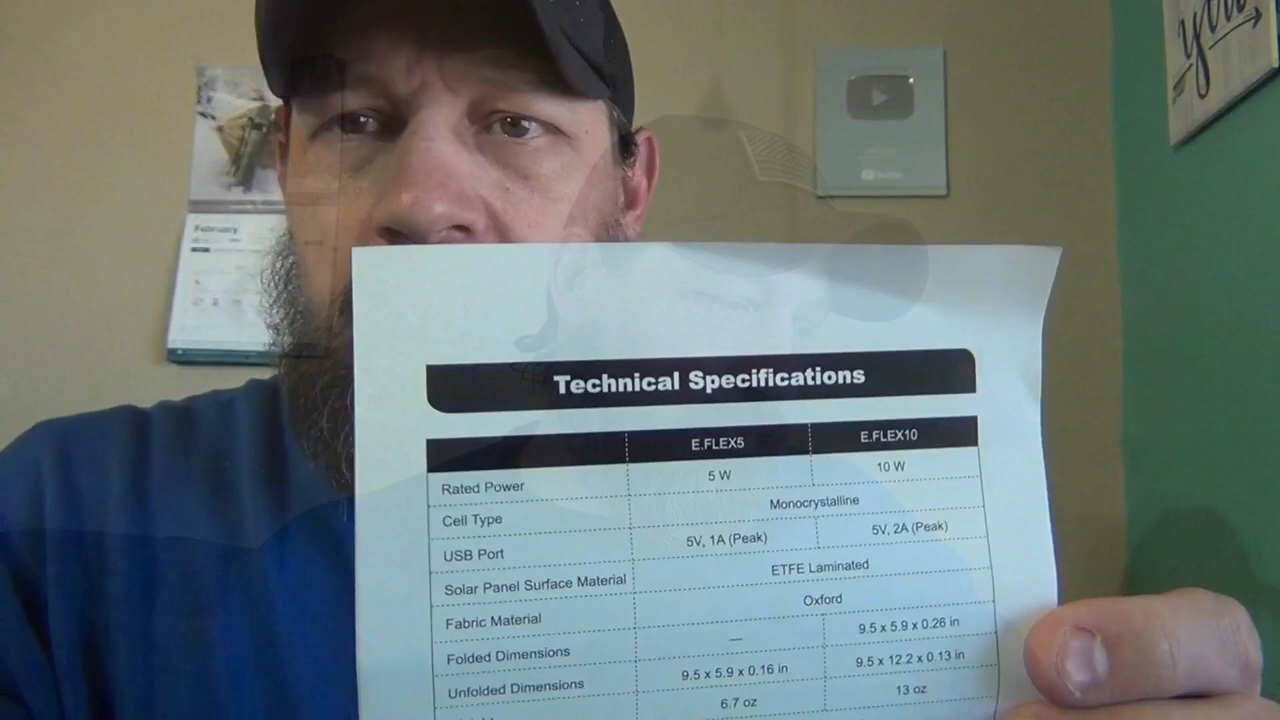 you
February
Technical Specifications
E.FLEX5 E.FLEX10
Rated Power 5 W 10 W
Cell Type Monocrystalline
USB Port 5V, 1A (Peak) 5V, 2A (Peak)
Solar Panel Surface Material ETFE Laminated
Fabric Material Oxford
Folded Dimensions — 9.5 x 5.9 x 0.26 in
Unfolded Dimensions 9.5 x 5.9 x 0.16 in 9.5 x 12.2 x 0.13 in
6.7 oz 13 oz